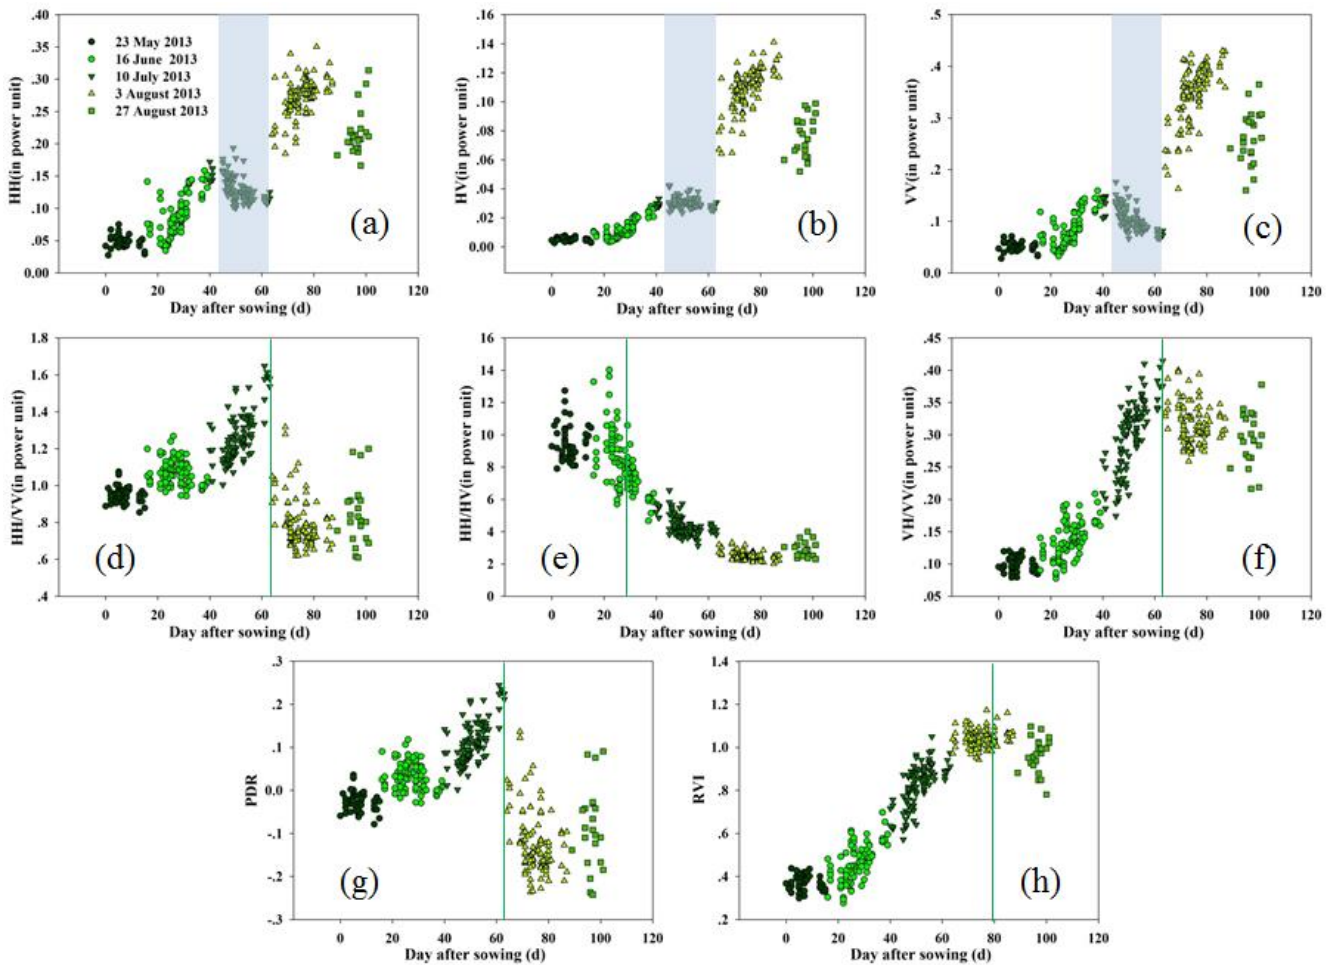 HH(in power unit)
.40
.35
.30
.25
.20
.15
.10
.05
0.00
23 May 2013
16 June 2013
10 July 2013
3 August 2013
27 August 2013
(a)
0 20 40 60 80 100 120
Day after sowing (d)
HV(in power unit)
.16
.14
.12
.10
.08
.06
.04
.02
0.00
(b)
0 20 40 60 80 100 120
Day after sowing (d)
VV(in power unit)
.5
.4
.3
.2
.1
0.0
(c)
0 20 40 60 80 100 120
Day after sowing (d)
HH/VV(in power unit)
1.8
1.6
1.4
1.2
1.0
.8
.6
.4
(d)
0 20 40 60 80 100 120
Day after sowing (d)
HH/HV(in power unit)
16
14
12
10
8
6
4
2
0
(e)
0 20 40 60 80 100 120
Day after sowing (d)
VH/VV(in power unit)
.45
.40
.35
.30
.25
.20
.15
.10
.05
(f)
0 20 40 60 80 100 120
Day after sowing (d)
PDR
.3
.2
.1
0.0
-.1
-.2
-.3
(g)
0 20 40 60 80 100 120
Day after sowing (d)
RVI
1.4
1.2
1.0
.8
.6
.4
.2
(h)
0 20 40 60 80 100 120
Day after sowing (d)